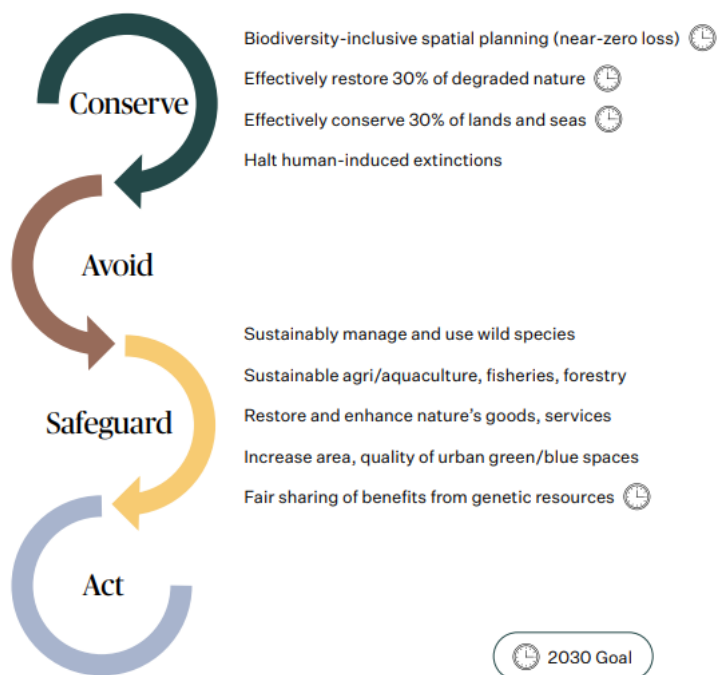 Biodiversity-inclusive spatial planning (near-zero loss)
Effectively restore 30% of degraded nature
Conserve
Effectively conserve 30% of lands and seas
Halt human-induced extinctions
Avoid
Sustainably manage and use wild species
Sustainable agri/aquaculture, fisheries, forestry
Safeguard
Restore and enhance nature's goods, services
Increase area, quality of urban green/blue spaces
Fair sharing of benefits from genetic resources
Act
2030 Goal